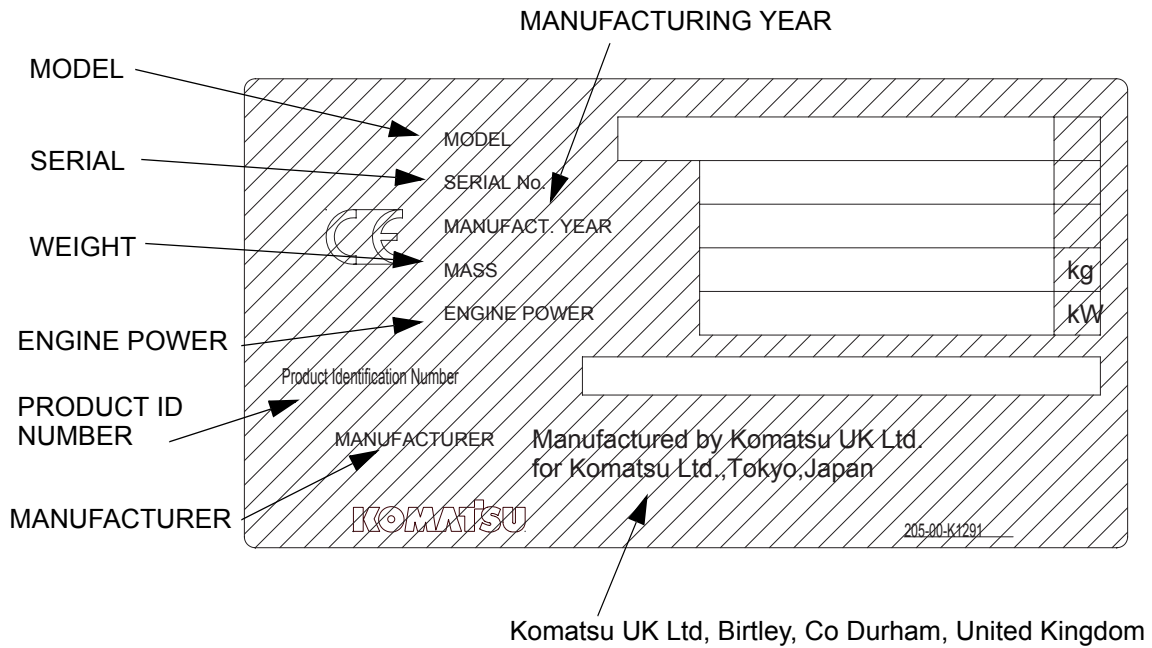 MANUFACTURING YEAR
MODEL
SERIAL
WEIGHT
ENGINE POWER
PRODUCT ID
NUMBER
MANUFACTURER
MODEL
SERIAL No.
MANUFACT. YEAR
MASS
kg
ENGINE POWER
kW
CE
Product Identification Number
MANUFACTURER
Manufactured by Komatsu UK Ltd.
for Komatsu Ltd.,Tokyo,Japan
KOMATSU
205-00-K1291
Komatsu UK Ltd, Birtley, Co Durham, United Kingdom